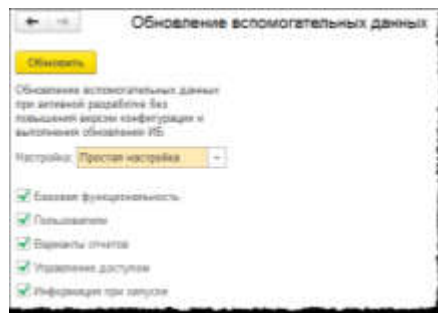 Обновление вспомогательных данных
Обновить
Обновление вспомогательных данных
при активной разработке без
повышения версии конфигурации и
выполнения обновления ИБ.
Настройка: Простая настройка
Базовая функциональность
Пользователи
Варианты отчетов
Управление доступом
Информация при запуске